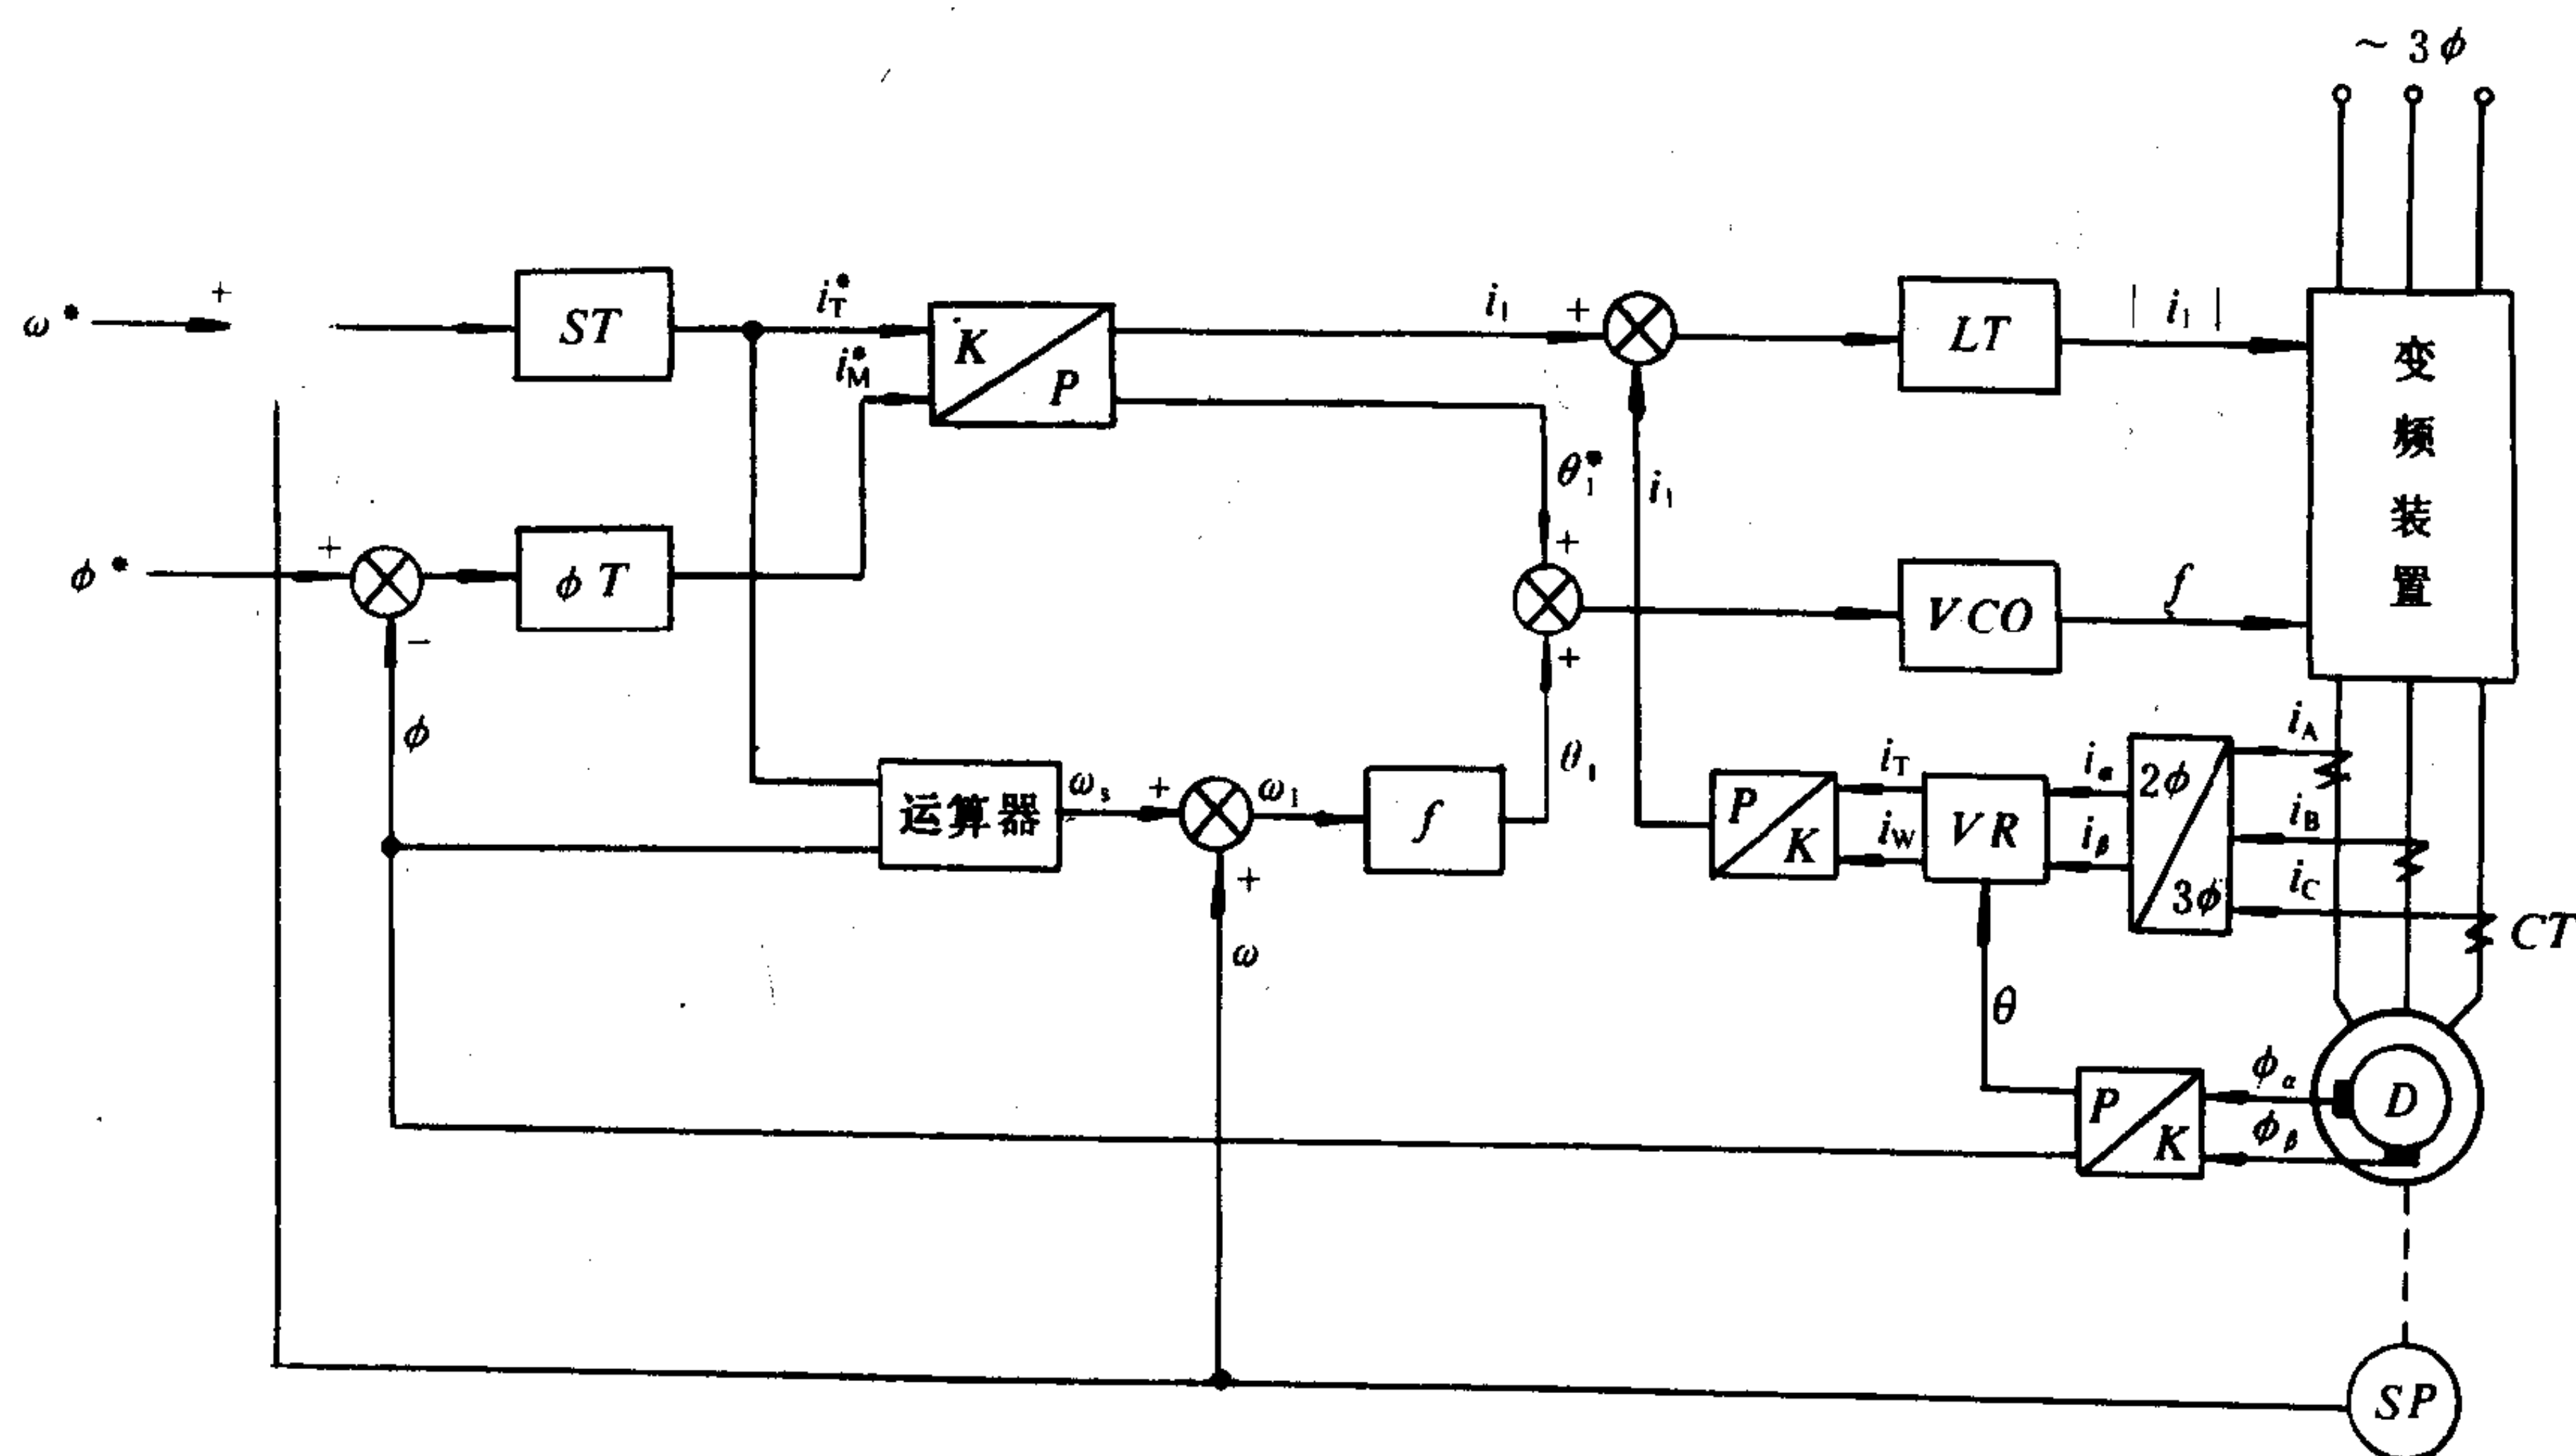 ~ 3ϕ
ω* +
ST
i*T
i*M
K P
i1 +
LT
| i1 |
变频装置
ϕ* +
ϕT
−
ϕ
θ*1
i1
+
+
VCO
f
运算器
ωs +
ω1
f
θ1
+
ω
P K
iT
iW
VR
iα
iβ
2ϕ 3ϕ
iA
iB
iC
CT
θ
P K
ϕα
ϕβ
D
SP